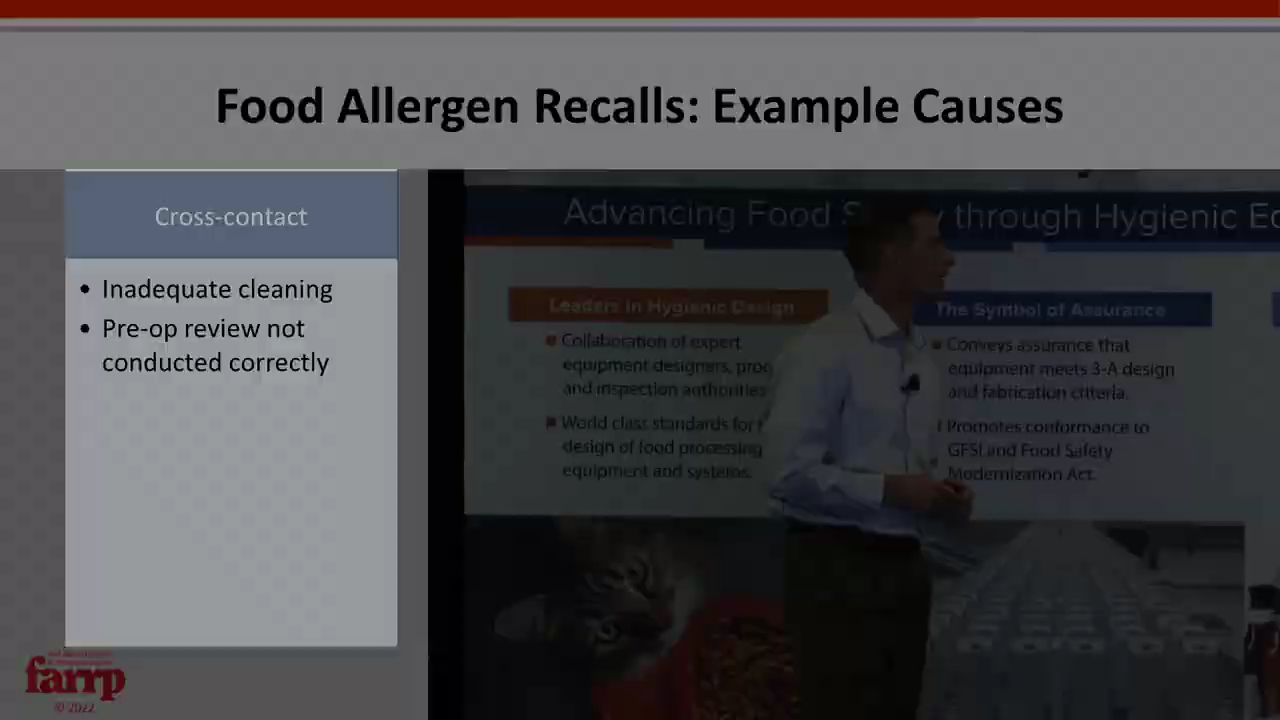 Food Allergen Recalls: Example Causes
Cross-contact
• Inadequate cleaning
• Pre-op review not
conducted correctly
Advancing Food S y through Hygienic
Leaders in Hygienic Design
The Symbol of Assurance
Collaboration of expert
equipment designers,
and inspection authorities
World class standards for
design of food processing
equipment and systems.
Conveys assurance that
equipment meets 3-A design
and fabrication criteria.
Promotes conformance to
GFSI and Food Safety
Modernization Act.
farrp
© 2022